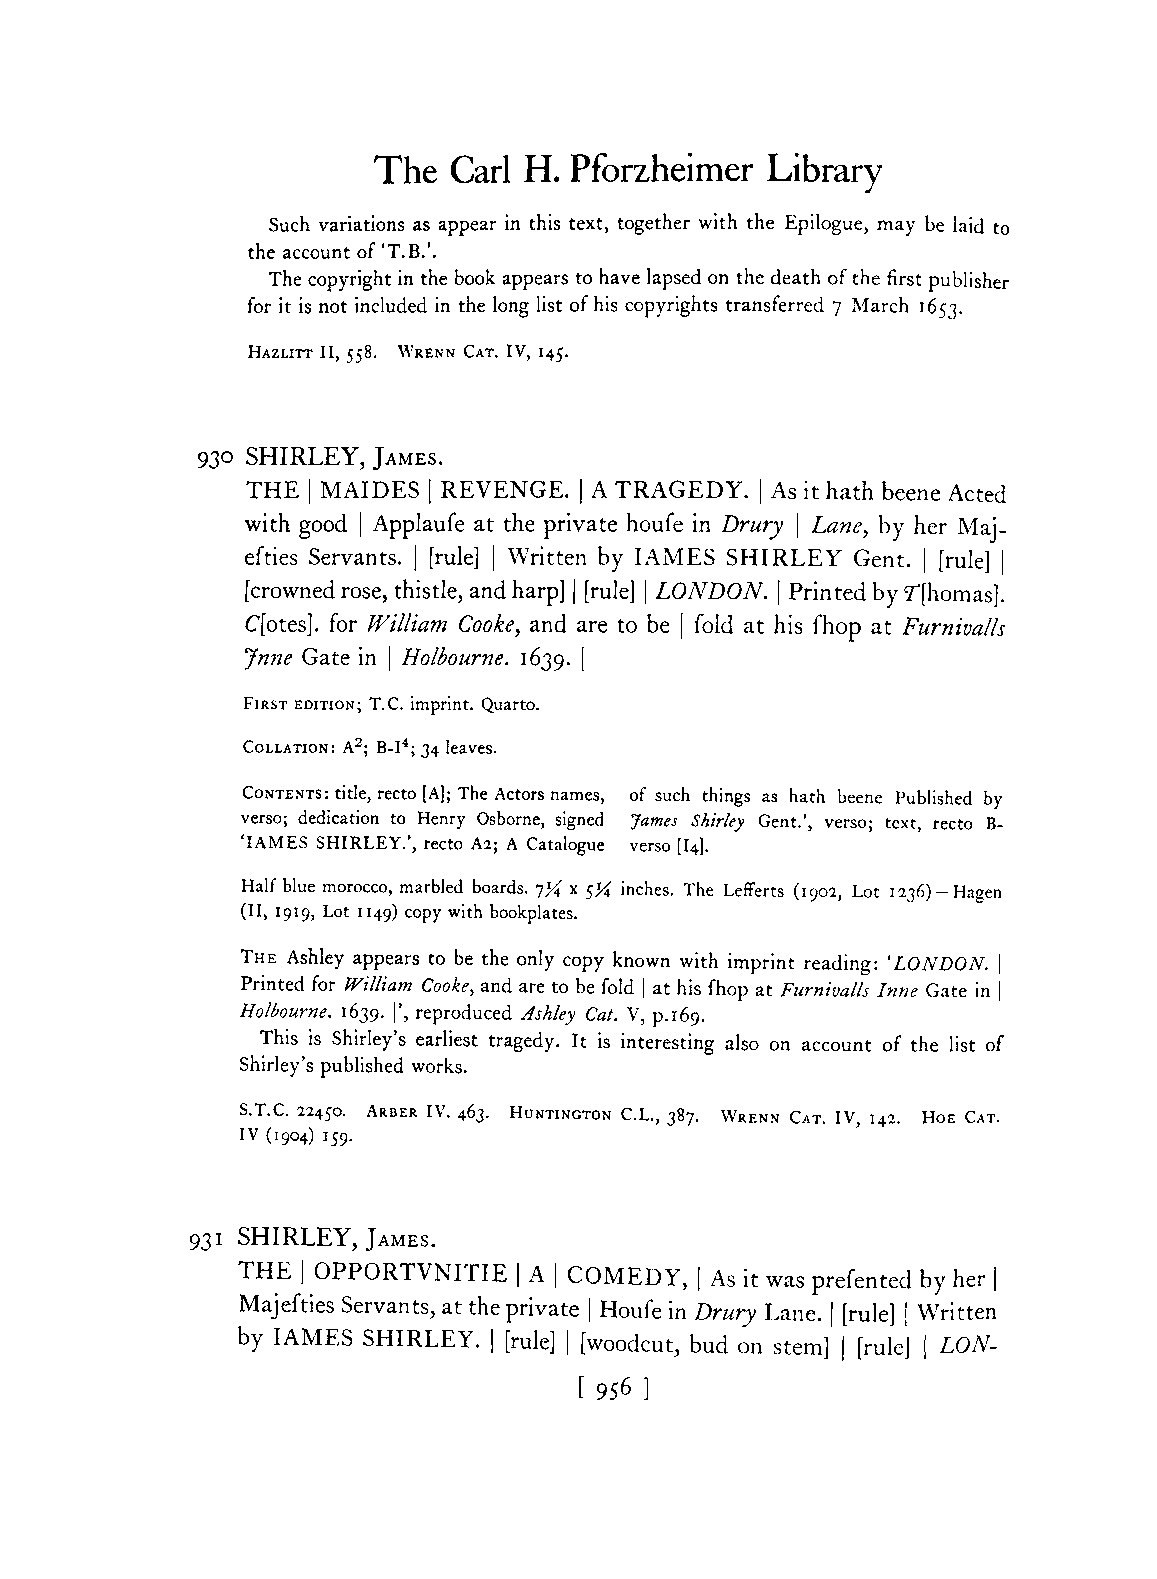 The Carl H. Pforzheimer Library
Such variations as appear in this text, together with the Epilogue, may be laid to
the account of 'T.B.'.
The copyright in the book appears to have lapsed on the death of the first publisher
for it is not included in the long list of his copyrights transferred 7 March 1653.
HAZLITT II, 558. WRENN CAT. IV, 145.
930 SHIRLEY, JAMES.
THE | MAIDES | REVENGE. | A TRAGEDY. | As it hath beene Acted
with good | Applauſe at the private houſe in Drury | Lane, by her Maj-
eſties Servants. | [rule] | Written by IAMES SHIRLEY Gent. | [rule] |
[crowned rose, thistle, and harp] | [rule] | LONDON. | Printed by T[homas].
C[otes]. for William Cooke, and are to be | ſold at his ſhop at Furnivalls
Jnne Gate in | Holbourne. 1639. |
FIRST EDITION; T.C. imprint. Quarto.
COLLATION: A²; B-I⁴; 34 leaves.
CONTENTS: title, recto [A]; The Actors names,
verso; dedication to Henry Osborne, signed
'IAMES SHIRLEY.', recto A2; A Catalogue
of such things as hath beene Published by
James Shirley Gent.', verso; text, recto B-
verso [I4].
Half blue morocco, marbled boards. 7¼ x 5¼ inches. The Lefferts (1902, Lot 1236)—Hagen
(II, 1919, Lot 1149) copy with bookplates.
THE Ashley appears to be the only copy known with imprint reading: 'LONDON. |
Printed for William Cooke, and are to be ſold | at his ſhop at Furnivalls Inne Gate in |
Holbourne. 1639. |', reproduced Ashley Cat. V, p.169.
This is Shirley's earliest tragedy. It is interesting also on account of the list of
Shirley's published works.
S.T.C. 22450. ARBER IV. 463. HUNTINGTON C.L., 387. WRENN CAT. IV, 142. HOE CAT.
IV (1904) 159.
931 SHIRLEY, JAMES.
THE | OPPORTVNITIE | A | COMEDY, | As it was preſented by her |
Majeſties Servants, at the private | Houſe in Drury Lane. | [rule] | Written
by IAMES SHIRLEY. | [rule] | [woodcut, bud on stem] | [rule] | LON-
[ 956 ]